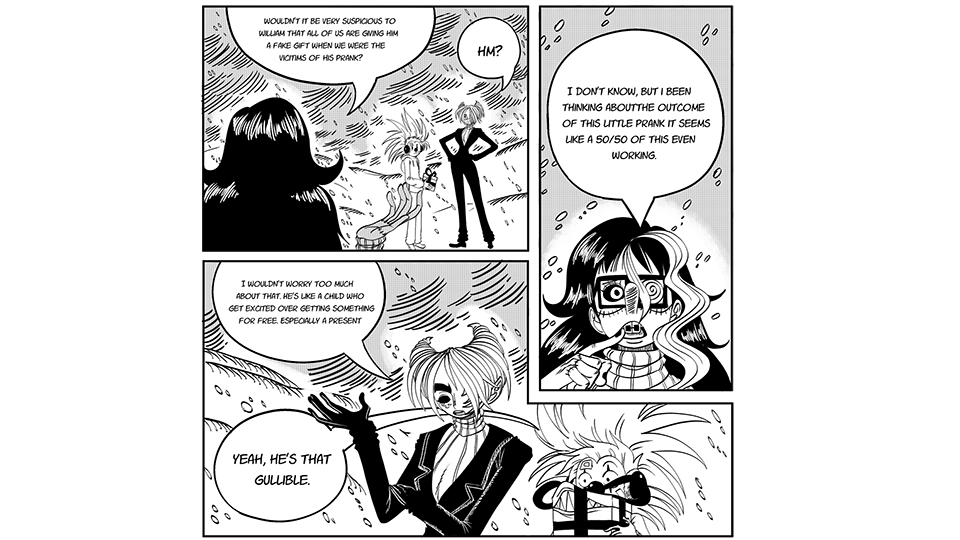 WOULDN'T IT BE VERY SUSPICIOUS TO
WILLIAM THAT ALL OF US ARE GIVING HIM
A FAKE GIFT WHEN WE WERE THE
VICITMS OF HIS PRANK?
HM?
I DON'T KNOW, BUT I BEEN
THINKING ABOUTTHE OUTCOME
OF THIS LITTLE PRANK IT SEEMS
LIKE A 50/50 OF THIS EVEN
WORKING.
I WOULDN'T WORRY TOO MUCH
ABOUT THAT. HE'S LIKE A CHILD WHO
GET EXCITED OVER GETTING SOMETHING
FOR FREE. ESPECIALLY A PRESENT
YEAH, HE'S THAT
GULLIBLE.